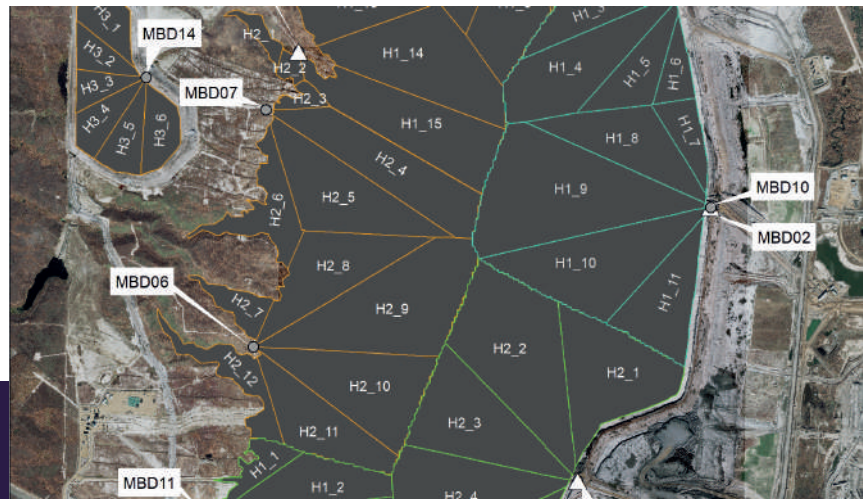 H3_1
MBD14
H2_1
H1_14
H1_4
H1_5
H1_6
H3_2
MBD07
H2_2
H3_3
H2_3
H3_4
H3_5
H3_6
H1_15
H1_8
H1_7
H2_4
H2_6
H2_5
H1_9
MBD10
MBD02
H2_8
H1_10
MBD06
H2_7
H2_9
H1_11
H2_12
H2_2
H2_1
H2_10
H2_3
H2_11
H1_1
MBD11
H1_2
H2_4